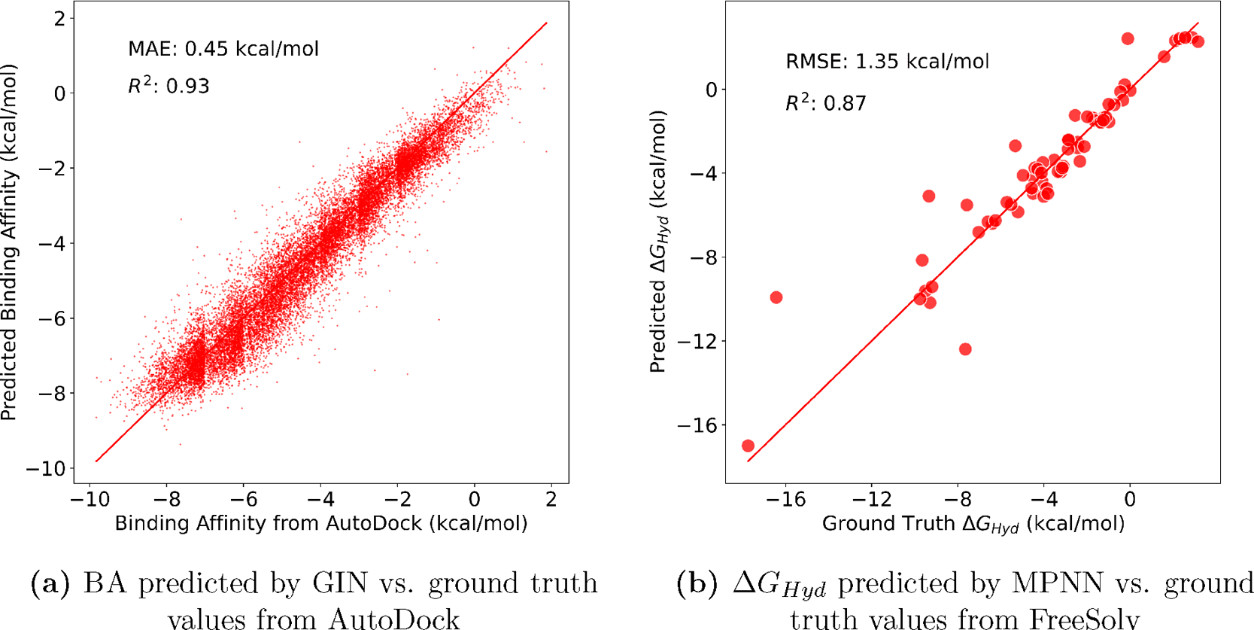 2
0
−2
−4
−6
−8
−10
Predicted Binding Affinity (kcal/mol)
MAE: 0.45 kcal/mol
R²: 0.93
−10 −8 −6 −4 −2 0 2
Binding Affinity from AutoDock (kcal/mol)
0
−4
−8
−12
−16
Predicted ΔG_Hyd (kcal/mol)
RMSE: 1.35 kcal/mol
R²: 0.87
−16 −12 −8 −4 0
Ground Truth ΔG_Hyd (kcal/mol)
(a) BA predicted by GIN vs. ground truth
values from AutoDock
(b) ΔG_Hyd predicted by MPNN vs. ground
truth values from FreeSolv